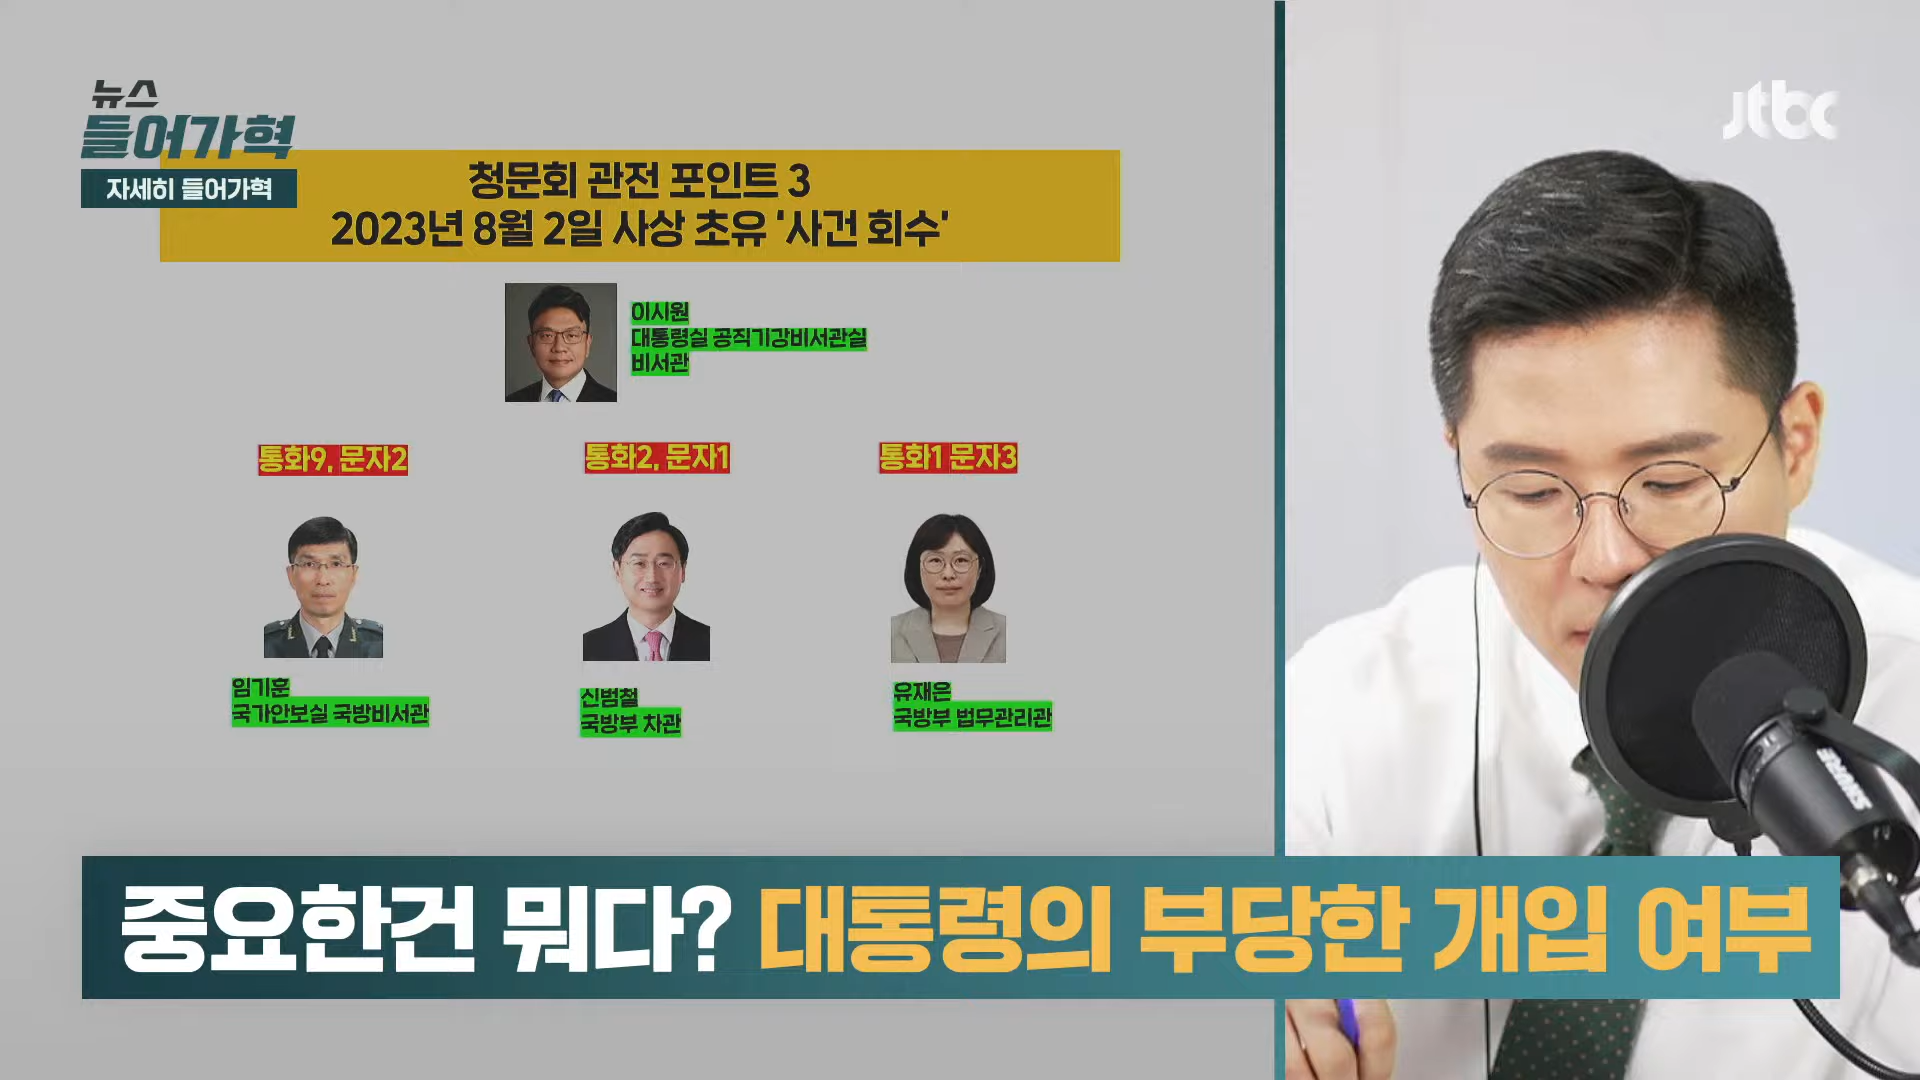 뉴스
들어가혁
자세히 들어가혁
jtbc
청문회 관전 포인트 3
2023년 8월 2일 사상 초유 '사건 회수'
이시원
대통령실 공직기강비서관실
비서관
통화9, 문자2
통화2, 문자1
통화1 문자3
임기훈
국가안보실 국방비서관
신범철
국방부 차관
유재은
국방부 법무관리관
SHURE
중요한건 뭐다? 대통령의 부당한 개입 여부